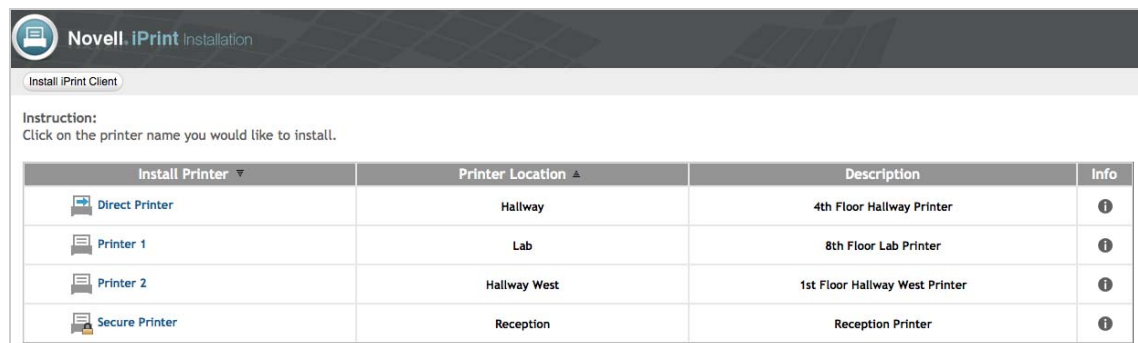 Novell® iPrint Installation
Install iPrint Client
Instruction:
Click on the printer name you would like to install.
Install Printer Printer Location Description Info
Direct Printer Hallway 4th Floor Hallway Printer
Printer 1 Lab 8th Floor Lab Printer
Printer 2 Hallway West 1st Floor Hallway West Printer
Secure Printer Reception Reception Printer